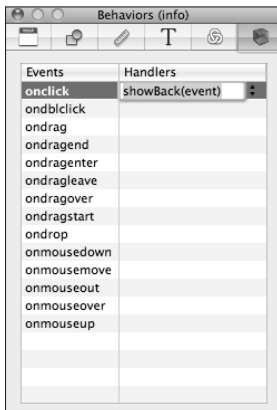 Behaviors (info)
T
Events Handlers
onclick showBack(event)
ondblclick
ondrag
ondragend
ondragenter
ondragleave
ondragover
ondragstart
ondrop
onmousedown
onmousemove
onmouseout
onmouseover
onmouseup